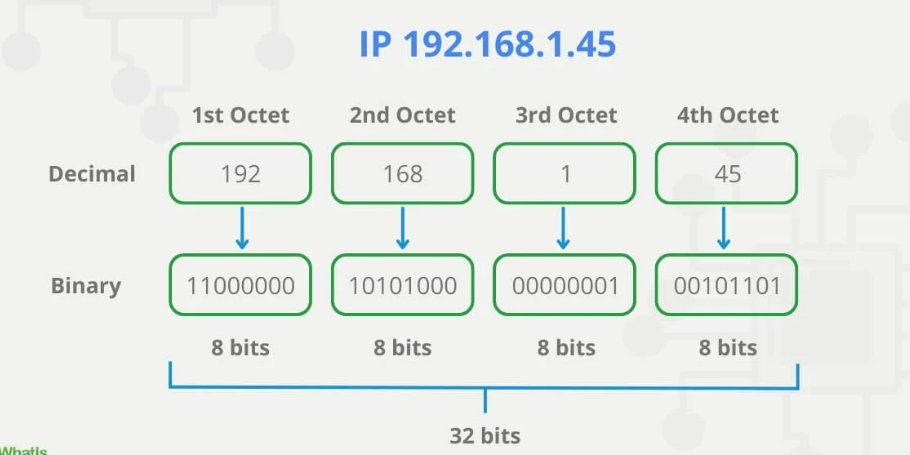 IP 192.168.1.45
1st Octet 2nd Octet 3rd Octet 4th Octet
Decimal 192 168 1 45
Binary 11000000 10101000 00000001 00101101
8 bits 8 bits 8 bits 8 bits
32 bits
WhatIs